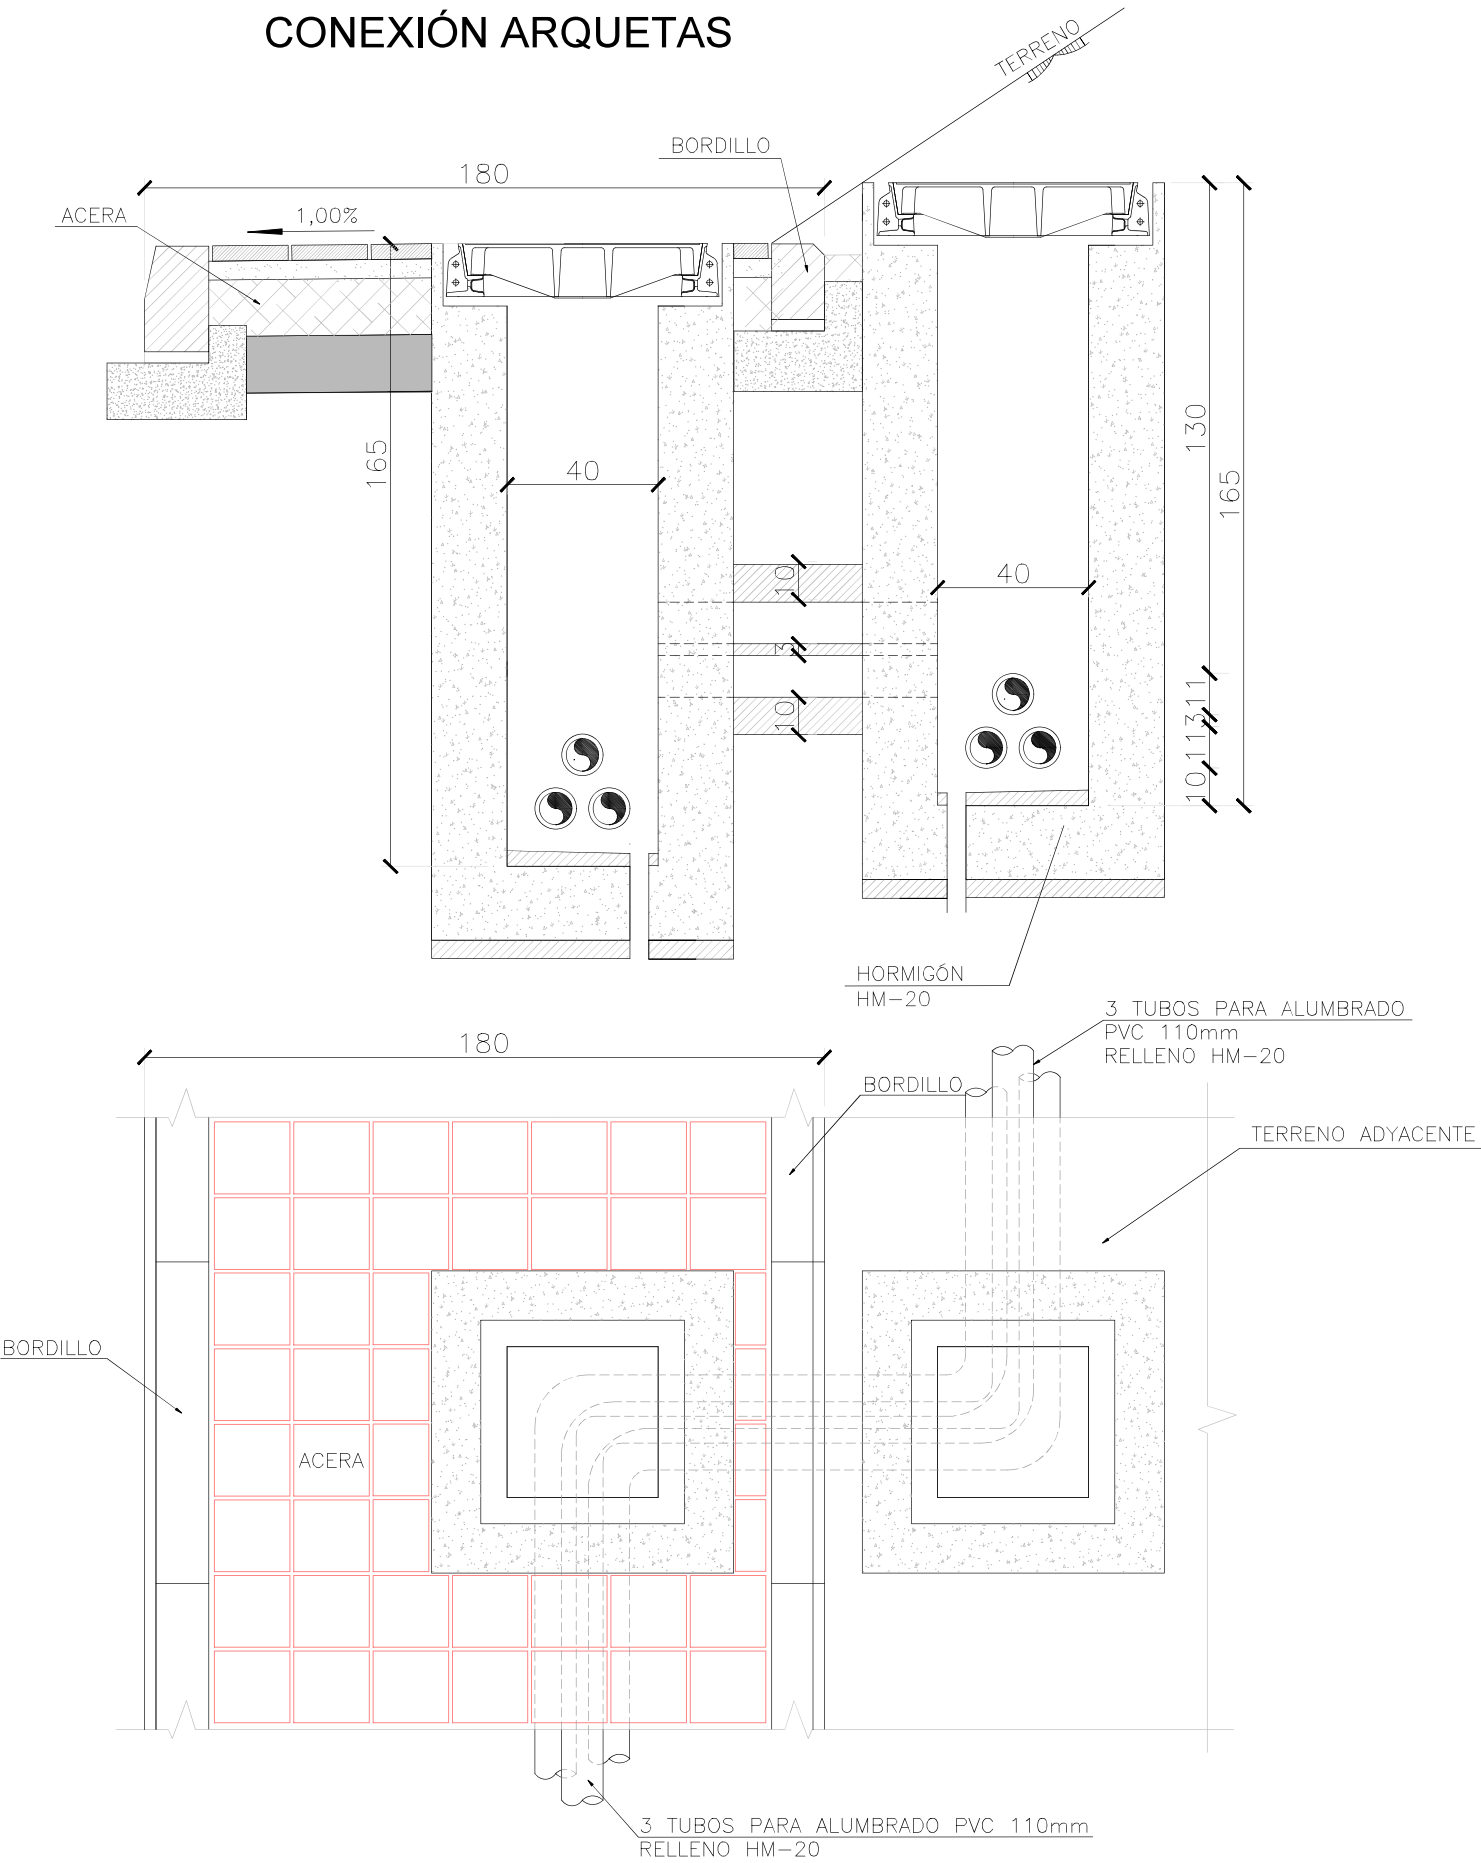 CONEXIÓN ARQUETAS
TERRENO
BORDILLO
180
ACERA
1,00%
165
40
10
3
10
40
130
165
11
3
11
10
HORMIGÓN
HM-20
3 TUBOS PARA ALUMBRADO
PVC 110mm
RELLENO HM-20
180
BORDILLO
TERRENO ADYACENTE
BORDILLO
ACERA
3 TUBOS PARA ALUMBRADO PVC 110mm
RELLENO HM-20